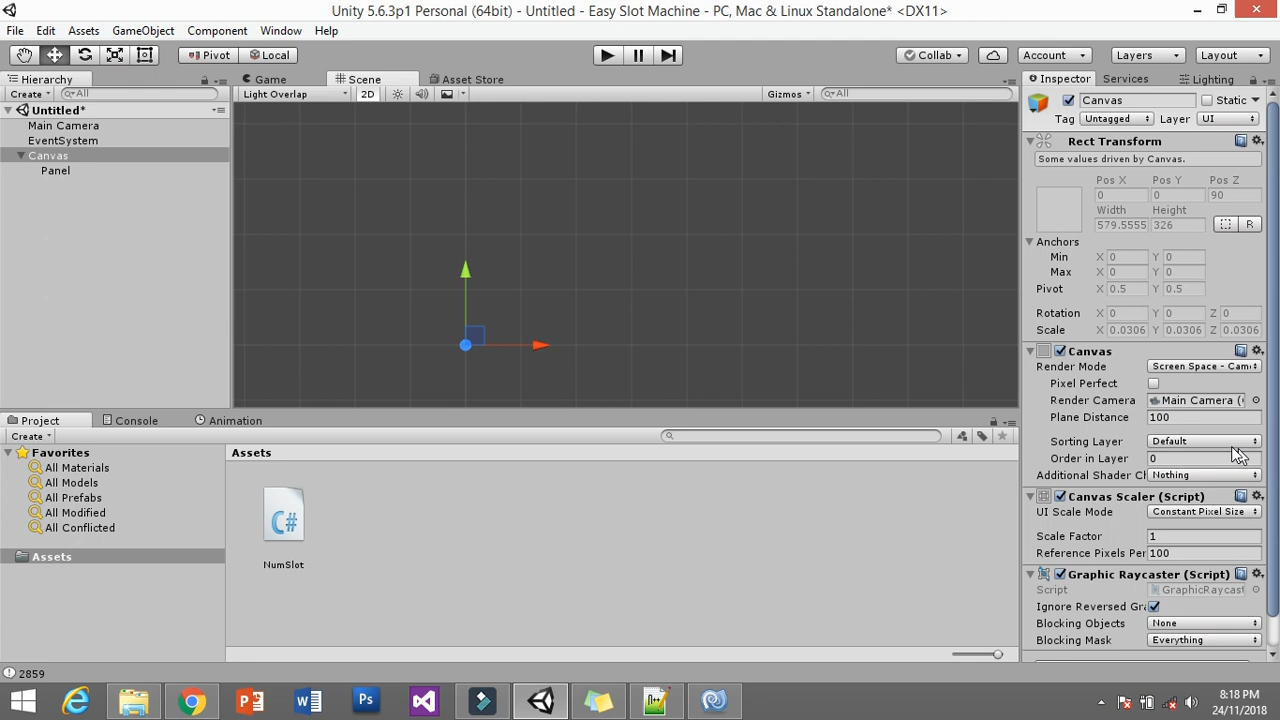 Unity 5.6.3p1 Personal (64bit) - Untitled - Easy Slot Machine - PC, Mac & Linux Standalone* <DX11>
File Edit Assets GameObject Component Window Help
Pivot Local Collab Account Layers Layout
Hierarchy Game Scene Asset Store Inspector Services Lighting
Create All Light Overlap 2D Gizmos All Canvas Static
Untitled*
Tag Untagged Layer UI
Main Camera
EventSystem
Canvas
Panel
Rect Transform
Some values driven by Canvas.
Pos X Pos Y Pos Z
0 0 90
Width Height
579.5555 326 R
Anchors
Min X 0 Y 0
Max X 0 Y 0
Pivot X 0.5 Y 0.5
Rotation X 0 Y 0 Z 0
Scale X 0.0306 Y 0.0306 Z 0.0306
Canvas
Render Mode Screen Space - Cam
Pixel Perfect
Render Camera Main Camera (
Plane Distance 100
Sorting Layer Default
Order in Layer 0
Additional Shader Ch Nothing
Canvas Scaler (Script)
UI Scale Mode Constant Pixel Size
Scale Factor 1
Reference Pixels Per 100
Graphic Raycaster (Script)
Script GraphicRaycast
Ignore Reversed Gra
Blocking Objects None
Blocking Mask Everything
Project Console Animation
Create
Favorites
All Materials
All Models
All Prefabs
All Modified
All Conflicted
Assets
Assets
C#
NumSlot
2859
8:18 PM
24/11/2018